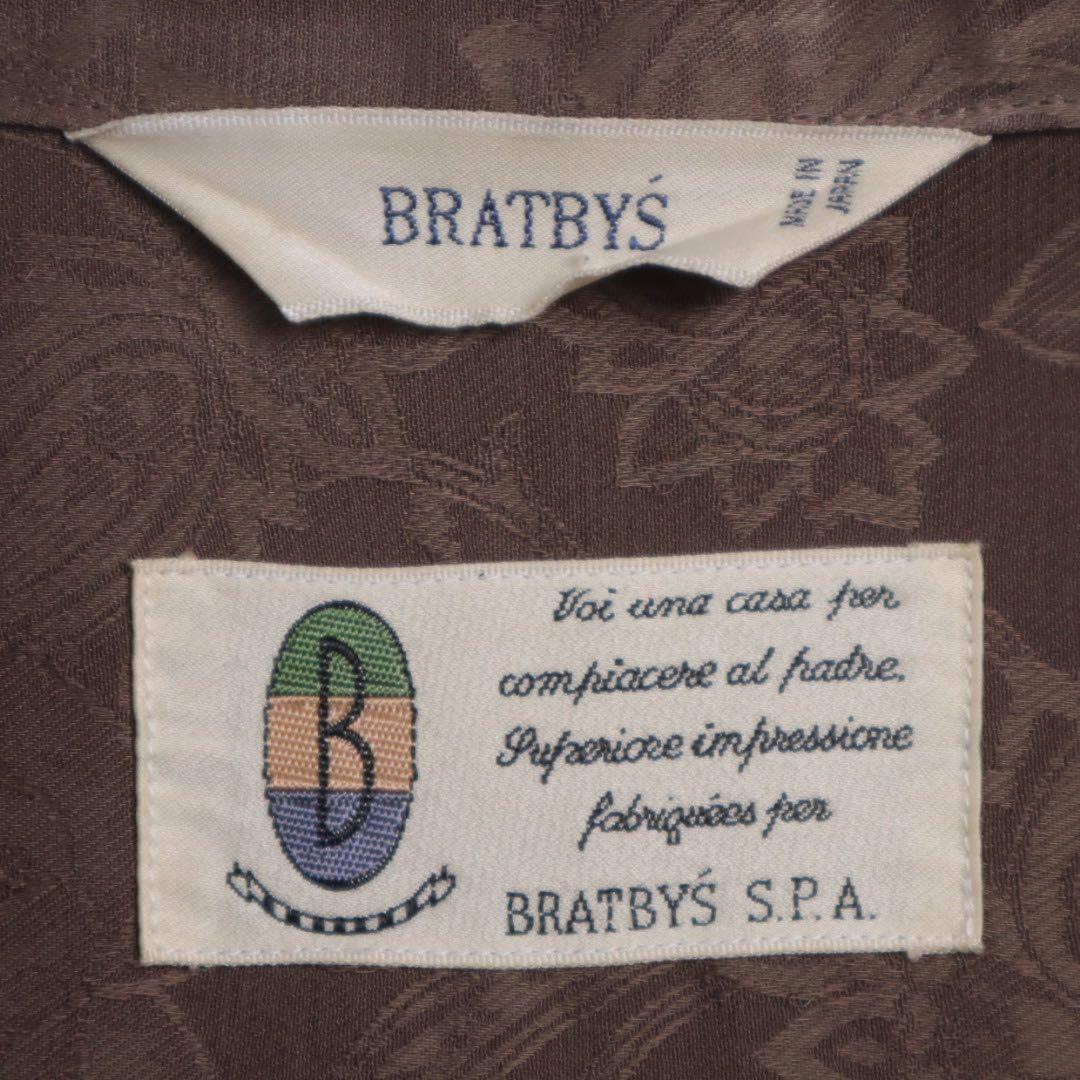 BRATBYŚ
MADE IN
JAPAN
B
Voi una casa per
compiacere al padre.
Superiore impressione
fabriquées per
BRATBYŚ S.P.A.